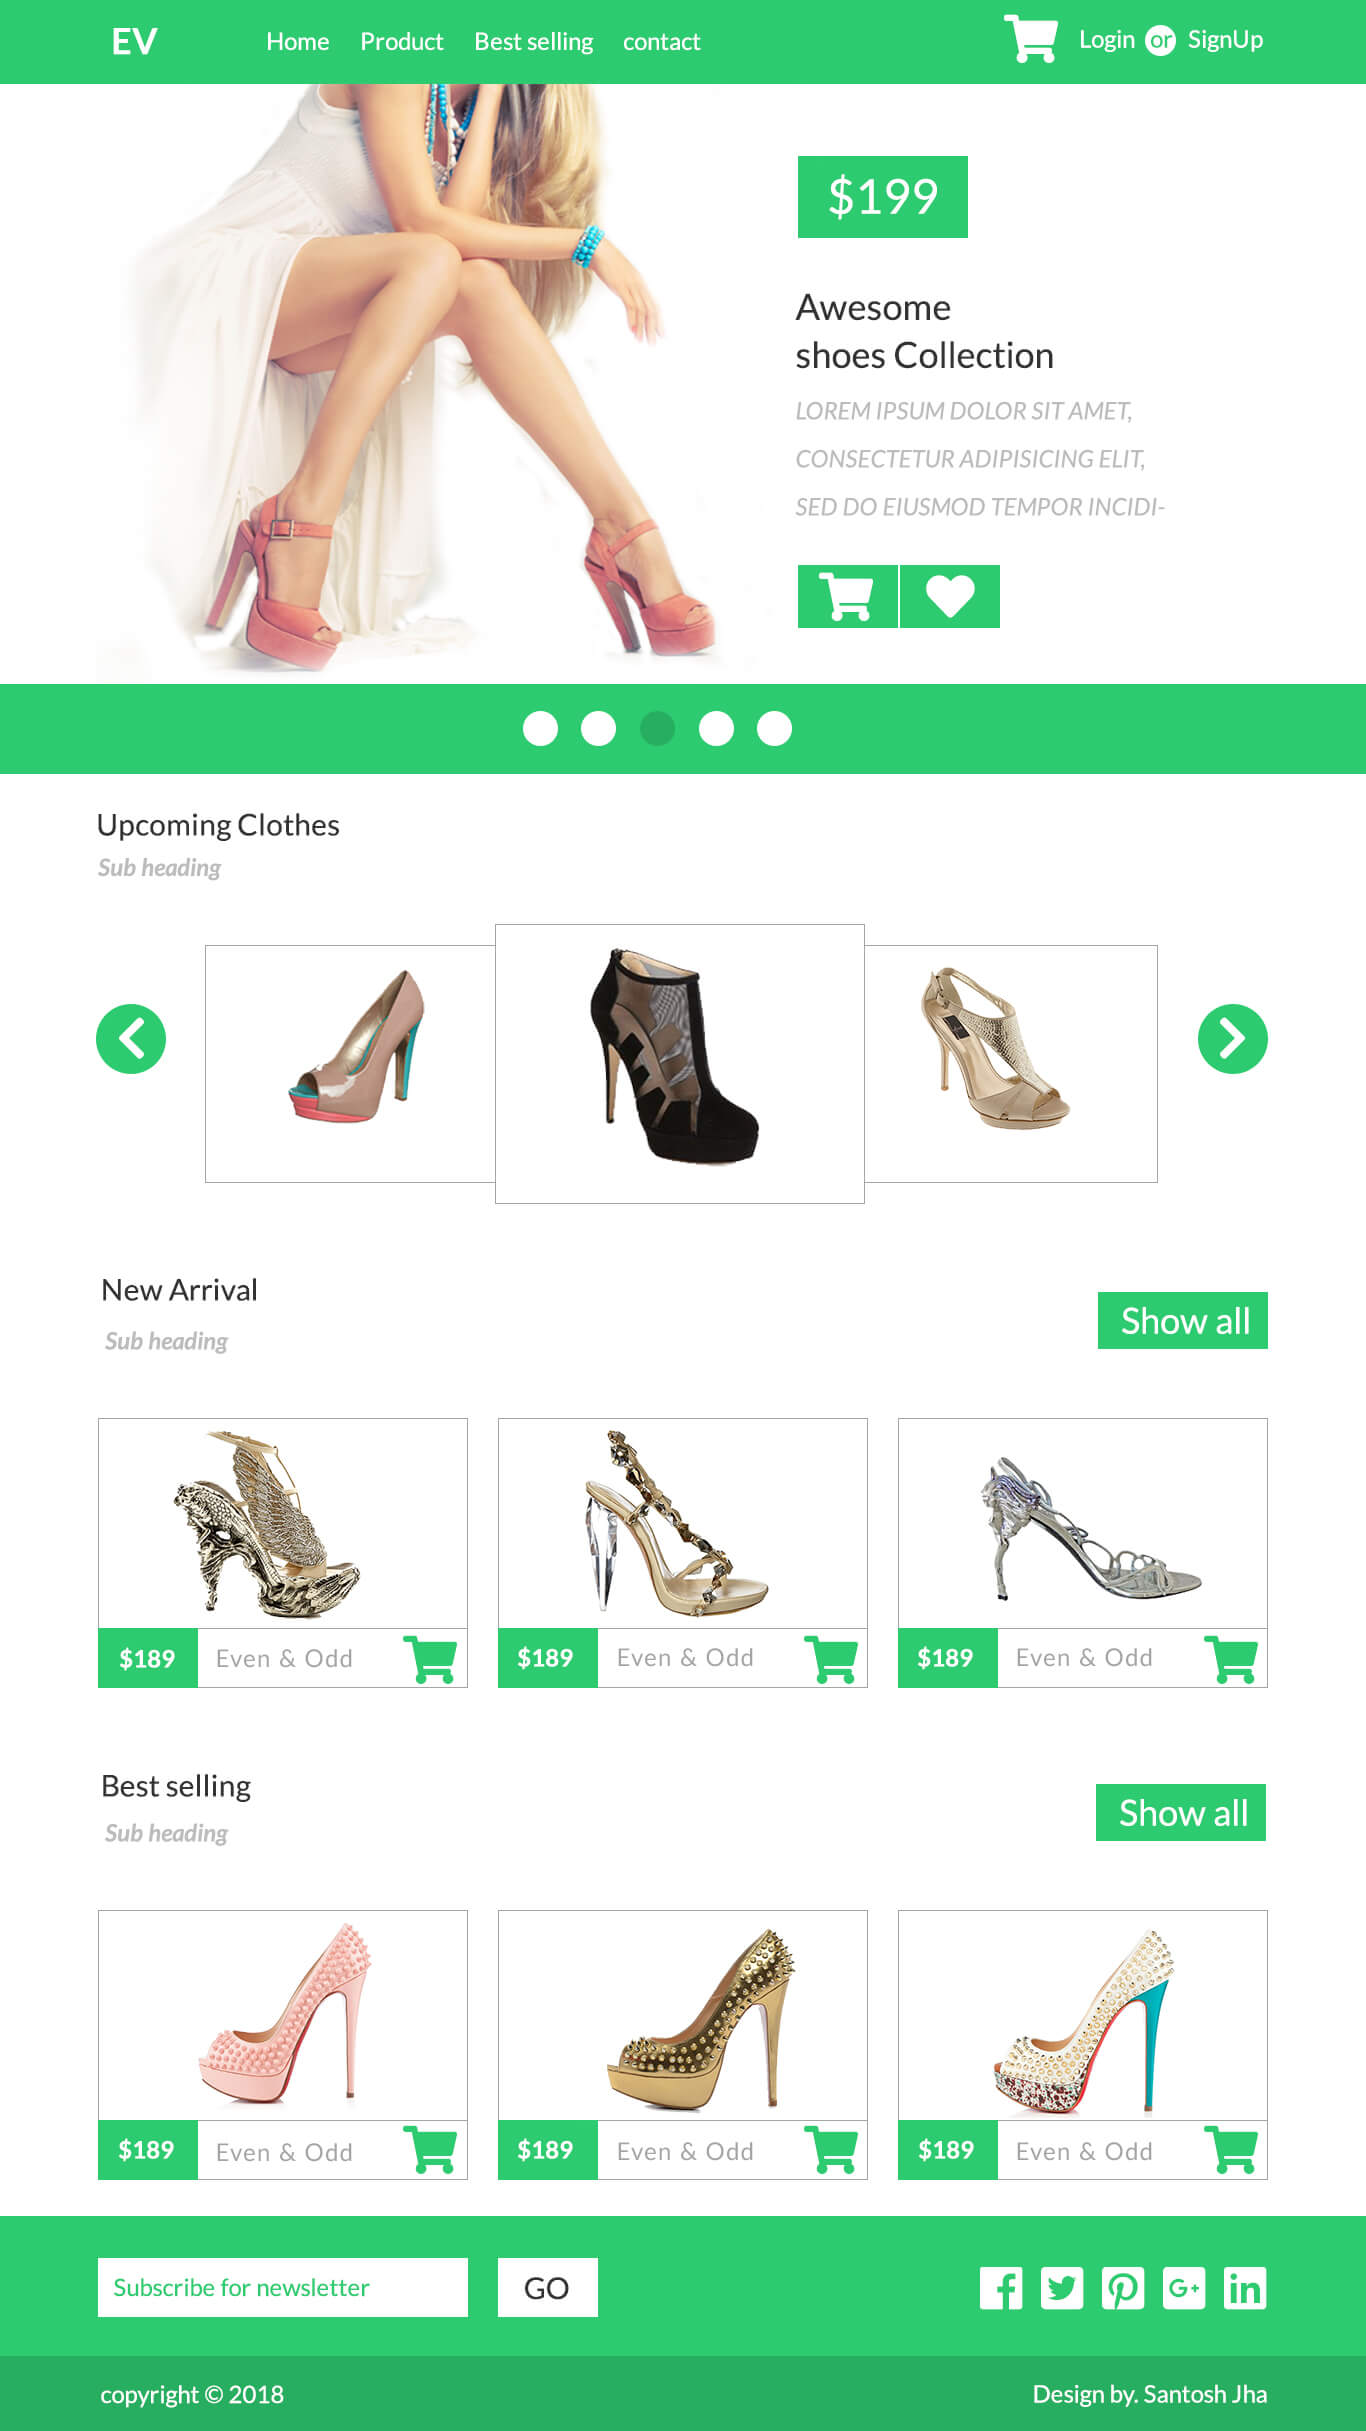 EV
Home Product Best selling contact
Login or SignUp
$199
Awesome
shoes Collection
LOREM IPSUM DOLOR SIT AMET,
CONSECTETUR ADIPISICING ELIT,
SED DO EIUSMOD TEMPOR INCIDI-
Upcoming Clothes
Sub heading
New Arrival
Show all
Sub heading
$189 Even & Odd
$189 Even & Odd
$189 Even & Odd
Best selling
Show all
Sub heading
$189 Even & Odd
$189 Even & Odd
$189 Even & Odd
Subscribe for newsletter
GO
copyright © 2018
Design by. Santosh Jha